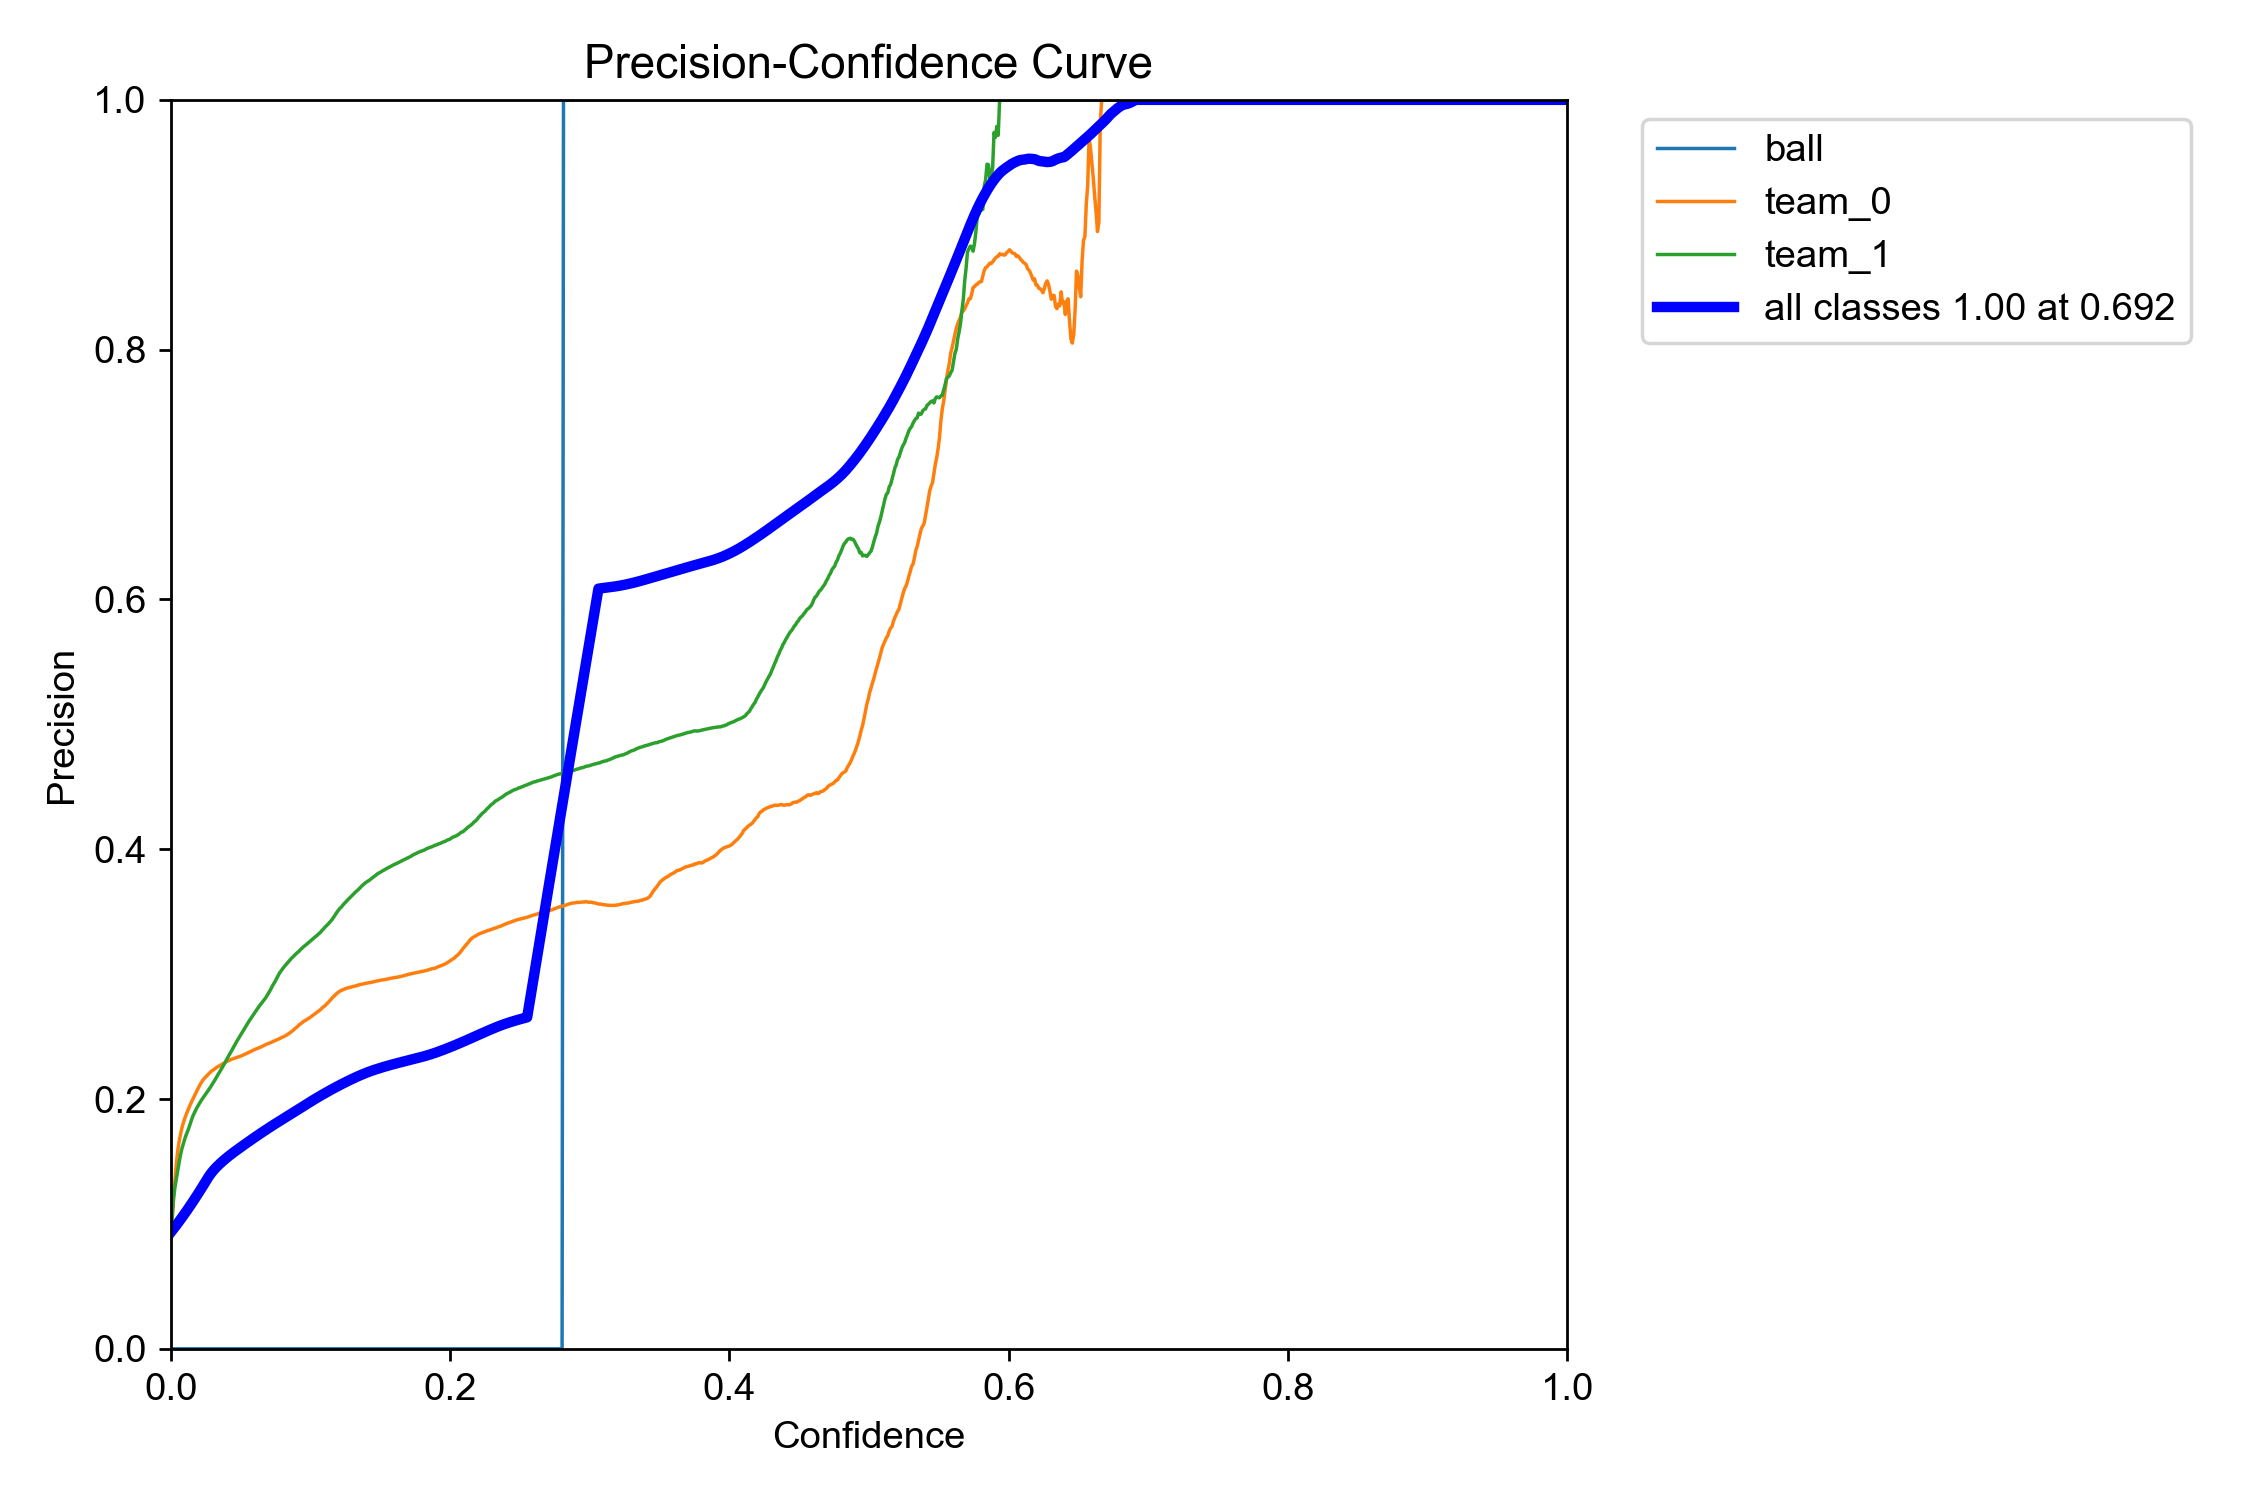 Precision-Confidence Curve
1.0
0.8
0.6
0.4
0.2
0.0
Precision
0.0 0.2 0.4 0.6 0.8 1.0
Confidence
ball
team_0
team_1
all classes 1.00 at 0.692